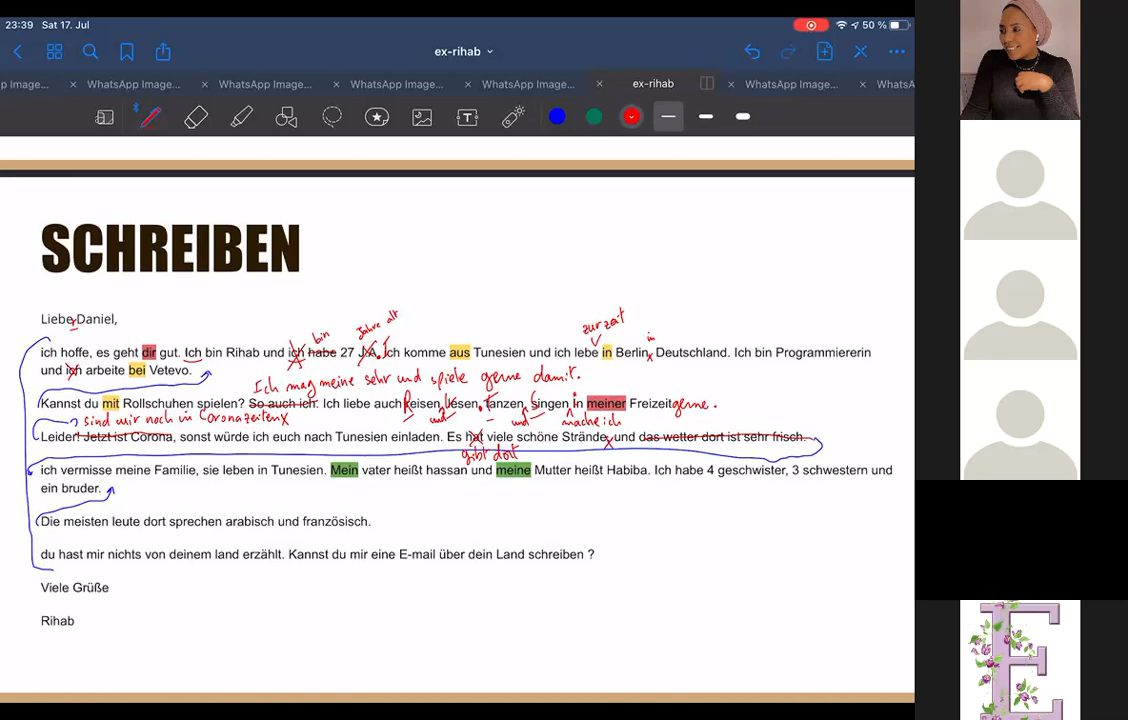 23:39 Sat 17. Jul 50 %
ex-rihab
p Image... WhatsApp Image... WhatsApp Image... WhatsApp Image... WhatsApp Image... ex-rihab WhatsApp Image... WhatsA
SCHREIBEN
Liebe Daniel,
r
bin Jahre alt zur zeit in
ich hoffe, es geht dir gut. Ich bin Rihab und ich habe 27 J.A. Ich komme aus Tunesien und ich lebe in Berlin, Deutschland. Ich bin Programmiererin
und ich arbeite bei Vetevo.
Ich mag meine sehr und spiele gerne damit.
Kannst du mit Rollschuhen spielen? So auch ich. Ich liebe auch Reisen, Lesen, Tanzen, Singen in meiner Freizeit gerne.
sind wir noch in Coronazeiten und und mache ich
Leider Jetzt ist Corona, sonst würde ich euch nach Tunesien einladen. Es hat viele schöne Strände, und das wetter dort ist sehr frisch.
gibt dort
ich vermisse meine Familie, sie leben in Tunesien. Mein vater heißt hassan und meine Mutter heißt Habiba. Ich habe 4 geschwister, 3 schwestern und
ein bruder.
Die meisten leute dort sprechen arabisch und französisch.
du hast mir nichts von deinem land erzählt. Kannst du mir eine E-mail über dein Land schreiben ?
Viele Grüße
Rihab
E